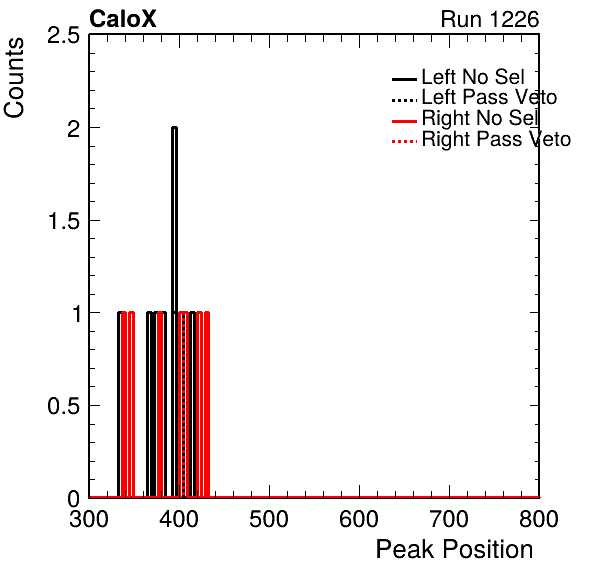 CaloX Run 1226
Counts
2.5
2
1.5
1
0.5
0
Left No Sel
Left Pass Veto
Right No Sel
Right Pass Veto
300 400 500 600 700 800
Peak Position